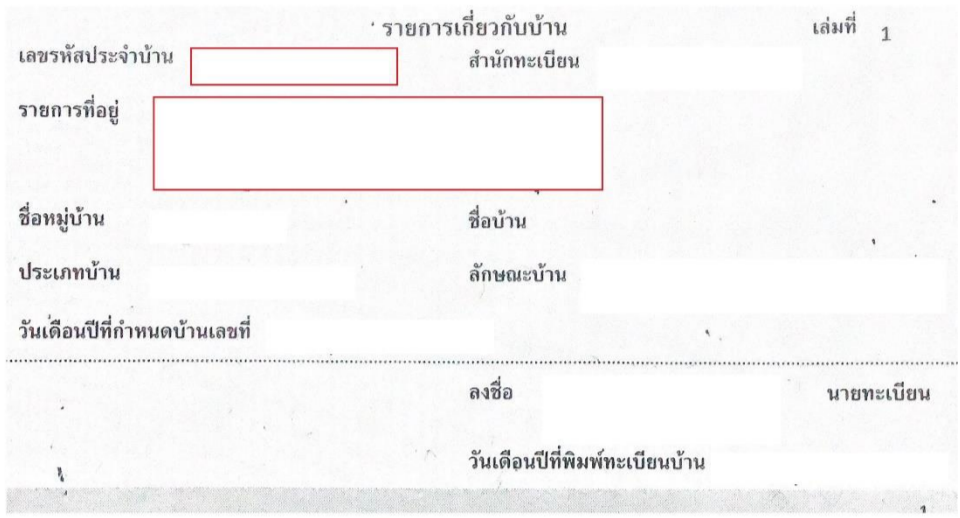 รายการเกี่ยวกับบ้าน เล่มที่ 1
เลขรหัสประจำบ้าน สำนักทะเบียน
รายการที่อยู่
ชื่อหมู่บ้าน ชื่อบ้าน
ประเภทบ้าน ลักษณะบ้าน
วันเดือนปีที่กำหนดบ้านเลขที่
ลงชื่อ นายทะเบียน
วันเดือนปีที่พิมพ์ทะเบียนบ้าน